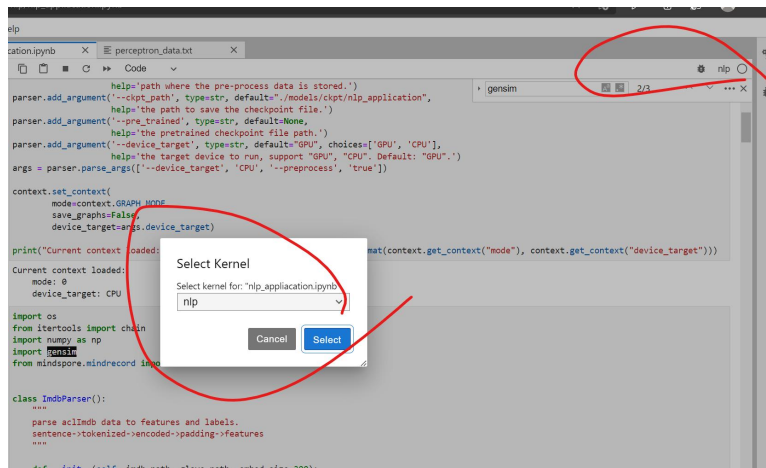 elp
cation.ipynb
perceptron_data.txt
Code
nlp
gensim
2/3
help='path where the pre-process data is stored.')
parser.add_argument('--ckpt_path', type=str, default="./models/ckpt/nlp_application",
help='the path to save the checkpoint file.')
parser.add_argument('--pre_trained', type=str, default=None,
help='the pretrained checkpoint file path.')
parser.add_argument('--device_target', type=str, default="GPU", choices=['GPU', 'CPU'],
help='the target device to run, support "GPU", "CPU". Default: "GPU".')
args = parser.parse_args(['--device_target', 'CPU', '--preprocess', 'true'])
context.set_context(
mode=context.GRAPH_MODE
save_graphs=False,
device_target=args.device_target)
print("Current context loaded: mat(context.get_context("mode"), context.get_context("device_target")))
Current context loaded:
mode: 0
device_target: CPU
Select Kernel
Select kernel for: "nlp_appliacation.ipynb
nlp
Cancel
Select
import os
from itertools import chain
import numpy as np
import gensim
from mindspore.mindrecord impo
class ImdbParser():
"""
parse aclImdb data to features and labels.
sentence->tokenized->encoded->padding->features
"""